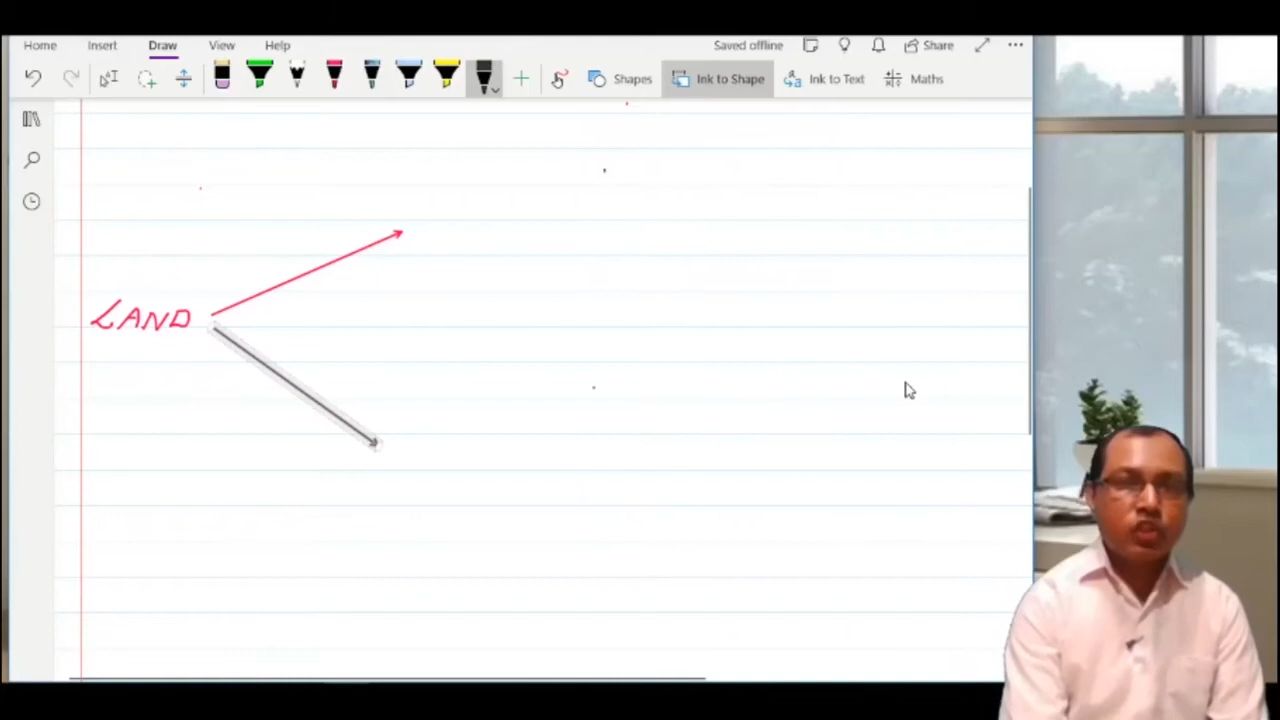 Home Insert Draw View Help Saved offline Share
Shapes Ink to Shape Ink to Text Maths
LAND